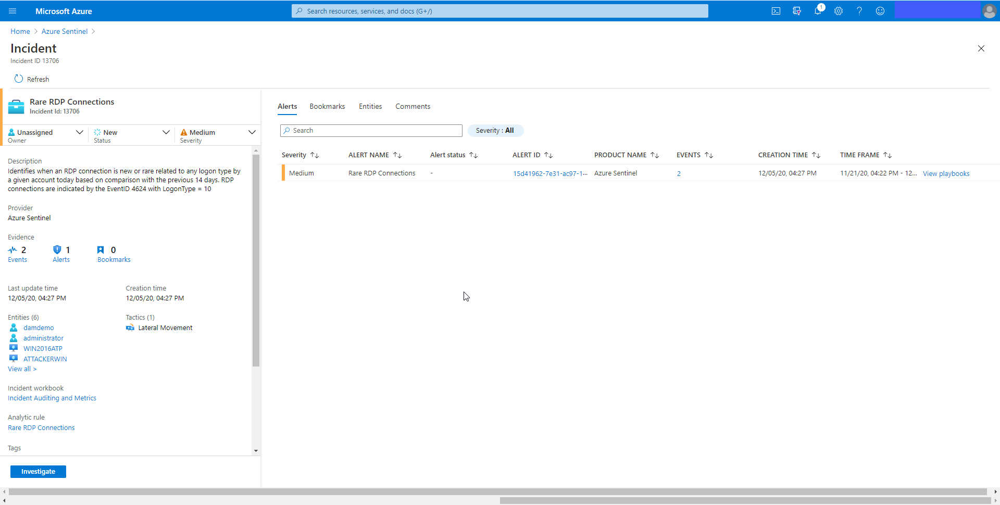 Microsoft Azure
Search resources, services, and docs (G+/)
1
Home > Azure Sentinel >
Incident
Incident ID 13706
Refresh
Rare RDP Connections
Incident Id: 13706
Unassigned
Owner
New
Status
Medium
Severity
Description
Identifies when an RDP connection is new or rare related to any logon type by
a given account today based on comparison with the previous 14 days. RDP
connections are indicated by the EventID 4624 with LogonType = 10
Provider
Azure Sentinel
Evidence
2 1 0
Events Alerts Bookmarks
Last update time Creation time
12/05/20, 04:27 PM 12/05/20, 04:27 PM
Entities (6) Tactics (1)
damdemo Lateral Movement
administrator
WIN2016ATP
ATTACKERWIN
View all >
Incident workbook
Incident Auditing and Metrics
Analytic rule
Rare RDP Connections
Tags
Investigate
Alerts Bookmarks Entities Comments
Search
Severity : All
Severity ALERT NAME Alert status ALERT ID PRODUCT NAME EVENTS CREATION TIME TIME FRAME
Medium Rare RDP Connections - 15d41962-7e31-ac97-1... Azure Sentinel 2 12/05/20, 04:27 PM 11/21/20, 04:22 PM - 12... View playbooks